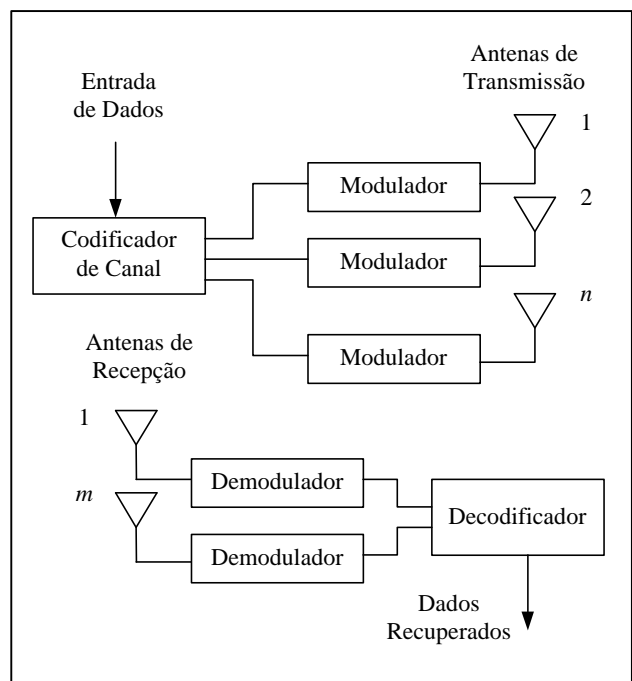 Entrada
de Dados
Antenas de
Transmissão
1
Modulador
2
Codificador
de Canal
Modulador
n
Modulador
Antenas de
Recepção
1
Demodulador
m
Decodificador
Demodulador
Dados
Recuperados